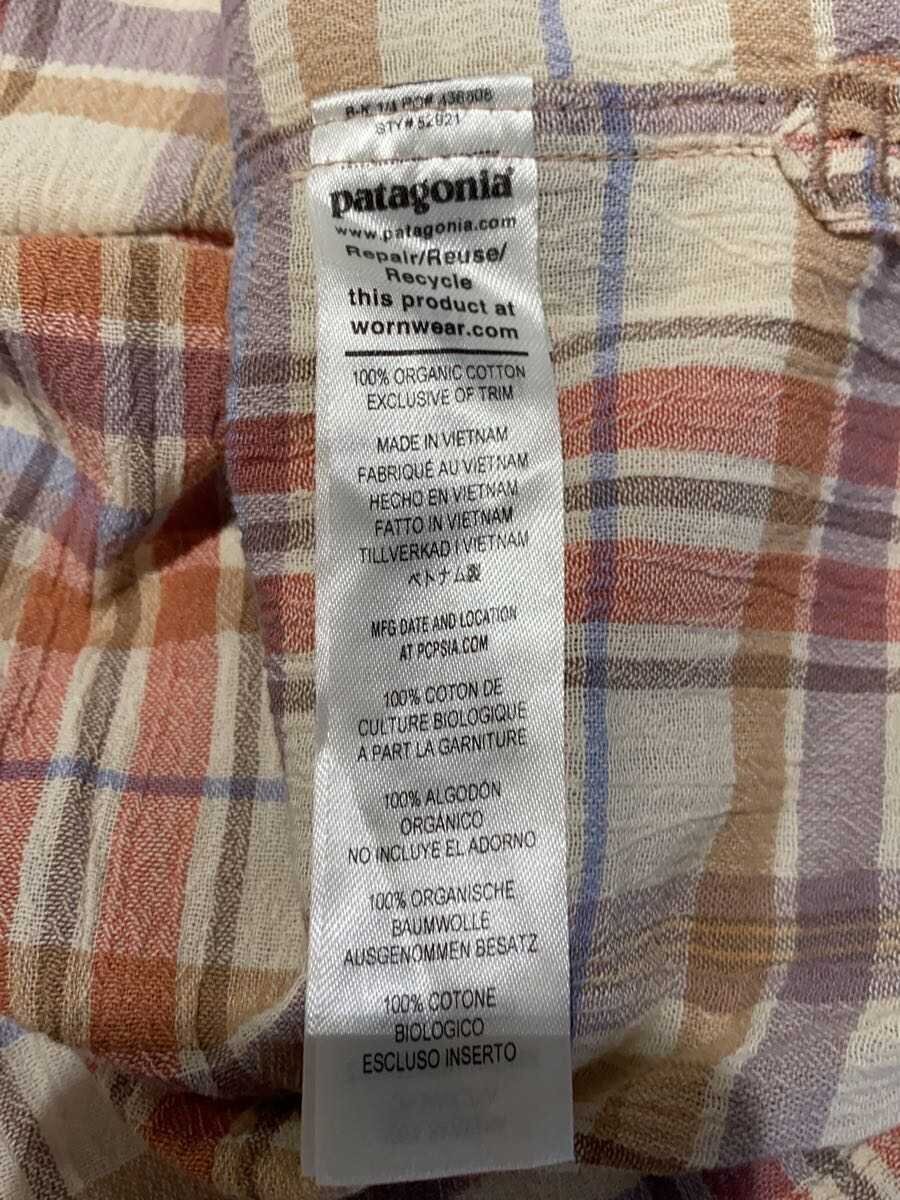 STY# 52921
patagonia®
www.patagonia.com
Repair/Reuse/
Recycle
this product at
wornwear.com
100% ORGANIC COTTON
EXCLUSIVE OF TRIM
MADE IN VIETNAM
FABRIQUÉ AU VIETNAM
HECHO EN VIETNAM
FATTO IN VIETNAM
TILLVERKAD I VIETNAM
ベトナム製
MFG DATE AND LOCATION
AT PCPSIA.COM
100% COTON DE
CULTURE BIOLOGIQUE
A PART LA GARNITURE
100% ALGODÓN
ORGÁNICO
NO INCLUYE EL ADORNO
100% ORGANISCHE
BAUMWOLLE
AUSGENOMMEN BESATZ
100% COTONE
BIOLOGICO
ESCLUSO INSERTO